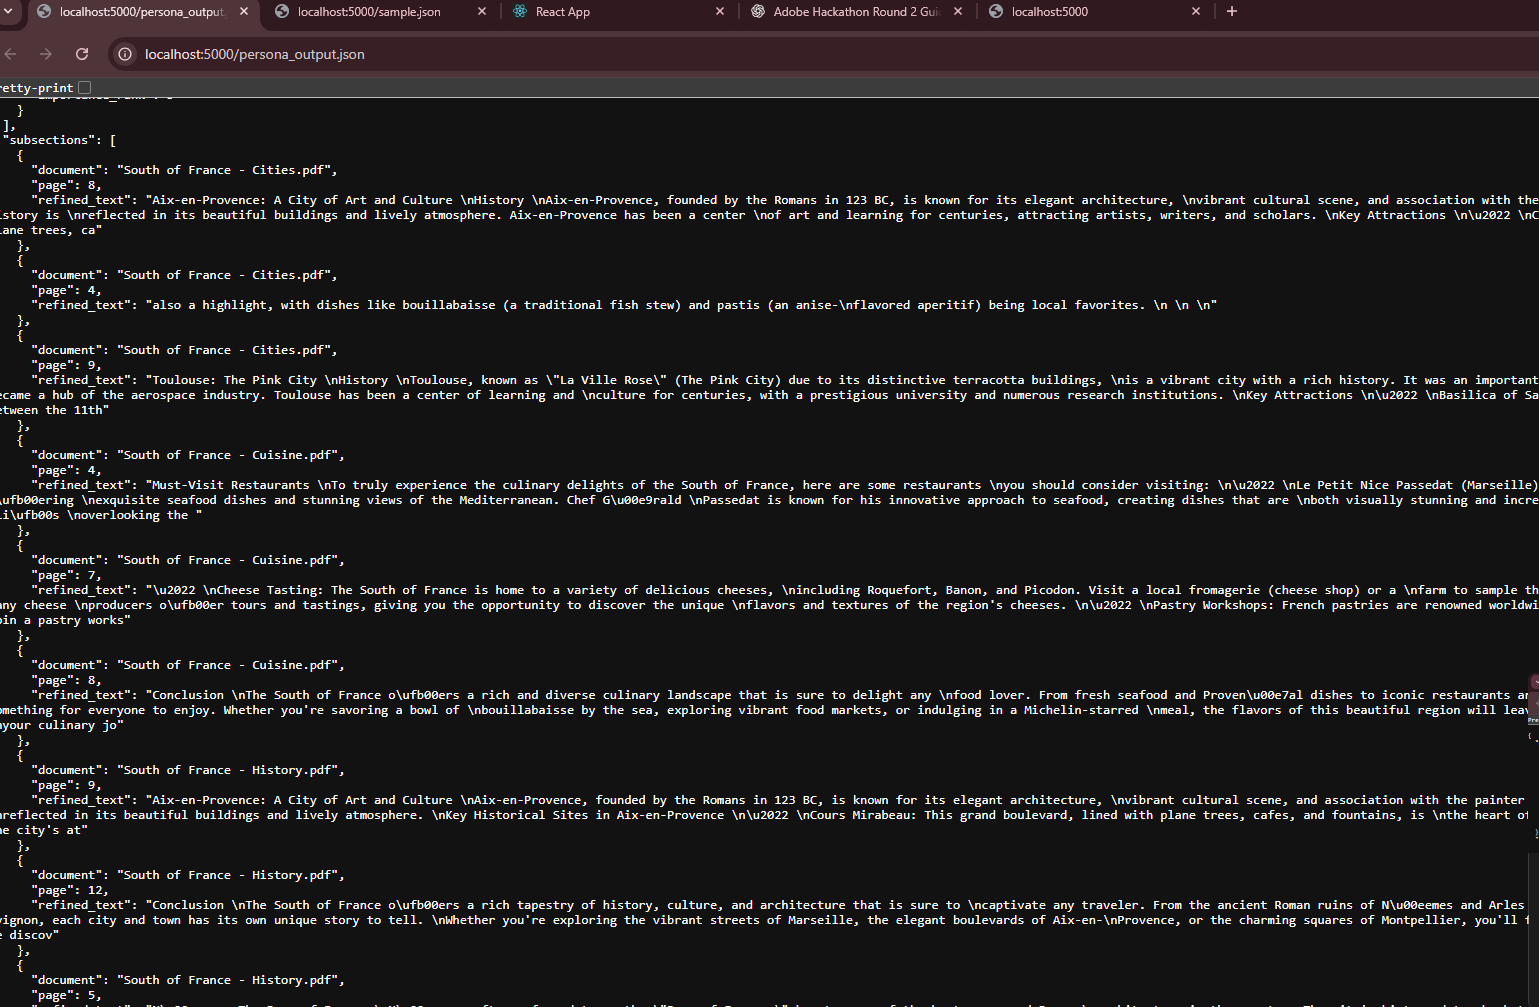 localhost:5000/persona_output.
localhost:5000/sample.json
React App
Adobe Hackathon Round 2 Gui
localhost:5000
localhost:5000/persona_output.json
retty-print
}
],
"subsections": [
{
"document": "South of France - Cities.pdf",
"page": 8,
"refined_text": "Aix-en-Provence: A City of Art and Culture \nHistory \nAix-en-Provence, founded by the Romans in 123 BC, is known for its elegant architecture, \nvibrant cultural scene, and association with the
istory is \nreflected in its beautiful buildings and lively atmosphere. Aix-en-Provence has been a center \nof art and learning for centuries, attracting artists, writers, and scholars. \nKey Attractions \n\u2022 \nC
lane trees, ca"
},
{
"document": "South of France - Cities.pdf",
"page": 4,
"refined_text": "also a highlight, with dishes like bouillabaisse (a traditional fish stew) and pastis (an anise-\nflavored aperitif) being local favorites. \n \n \n"
},
{
"document": "South of France - Cities.pdf",
"page": 9,
"refined_text": "Toulouse: The Pink City \nHistory \nToulouse, known as \"La Ville Rose\" (The Pink City) due to its distinctive terracotta buildings, \nis a vibrant city with a rich history. It was an important
ecame a hub of the aerospace industry. Toulouse has been a center of learning and \nculture for centuries, with a prestigious university and numerous research institutions. \nKey Attractions \n\u2022 \nBasilica of Sa
etween the 11th"
},
{
"document": "South of France - Cuisine.pdf",
"page": 4,
"refined_text": "Must-Visit Restaurants \nTo truly experience the culinary delights of the South of France, here are some restaurants \nyou should consider visiting: \n\u2022 \nLe Petit Nice Passedat (Marseille)
\ufb00ering \nexquisite seafood dishes and stunning views of the Mediterranean. Chef G\u00e9rald \nPassedat is known for his innovative approach to seafood, creating dishes that are \nboth visually stunning and incre
li\ufb00s \noverlooking the "
},
{
"document": "South of France - Cuisine.pdf",
"page": 7,
"refined_text": "\u2022 \nCheese Tasting: The South of France is home to a variety of delicious cheeses, \nincluding Roquefort, Banon, and Picodon. Visit a local fromagerie (cheese shop) or a \nfarm to sample th
any cheese \nproducers o\ufb00er tours and tastings, giving you the opportunity to discover the unique \nflavors and textures of the region's cheeses. \n\u2022 \nPastry Workshops: French pastries are renowned worldwi
oin a pastry works"
},
{
"document": "South of France - Cuisine.pdf",
"page": 8,
"refined_text": "Conclusion \nThe South of France o\ufb00ers a rich and diverse culinary landscape that is sure to delight any \nfood lover. From fresh seafood and Proven\u00e7al dishes to iconic restaurants an
omething for everyone to enjoy. Whether you're savoring a bowl of \nbouillabaisse by the sea, exploring vibrant food markets, or indulging in a Michelin-starred \nmeal, the flavors of this beautiful region will leav
nyour culinary jo"
},
{
"document": "South of France - History.pdf",
"page": 9,
"refined_text": "Aix-en-Provence: A City of Art and Culture \nAix-en-Provence, founded by the Romans in 123 BC, is known for its elegant architecture, \nvibrant cultural scene, and association with the painter
nreflected in its beautiful buildings and lively atmosphere. \nKey Historical Sites in Aix-en-Provence \n\u2022 \nCours Mirabeau: This grand boulevard, lined with plane trees, cafes, and fountains, is \nthe heart of
he city's at"
},
{
"document": "South of France - History.pdf",
"page": 12,
"refined_text": "Conclusion \nThe South of France o\ufb00ers a rich tapestry of history, culture, and architecture that is sure to \ncaptivate any traveler. From the ancient Roman ruins of N\u00eemes and Arles
vignon, each city and town has its own unique story to tell. \nWhether you're exploring the vibrant streets of Marseille, the elegant boulevards of Aix-en-\nProvence, or the charming squares of Montpellier, you'll f
e discov"
},
{
"document": "South of France - History.pdf",
"page": 5,